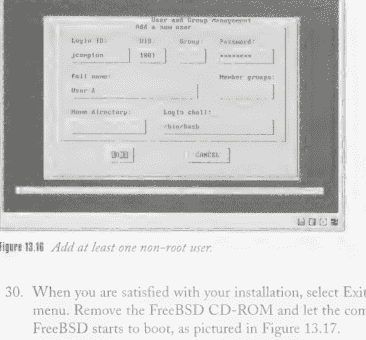 User and Group Management
Add a new user
Login ID: UID: Group: Password:
jcompton 1001 ********
Full name: Member groups:
User &
Home directory: Login shell:
/bin/bash
OK CANCEL
Figure 13.16 Add at least one non-root user.
30. When you are satisfied with your installation, select Exit
menu. Remove the FreeBSD CD-ROM and let the com
FreeBSD starts to boot, as pictured in Figure 13.17.